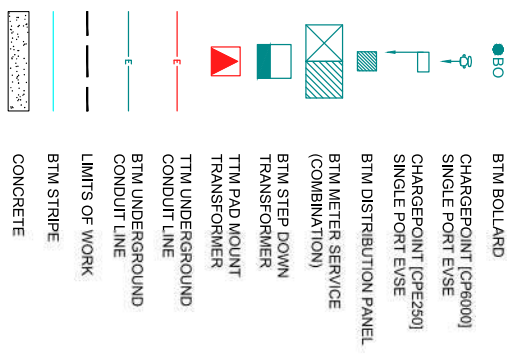 BO
BTM BOLLARD
CHARGEPOINT [CP6000]
SINGLE PORT EVSE
CHARGEPOINT [CPE250]
SINGLE PORT EVSE
BTM DISTRIBUTION PANEL
BTM METER SERVICE
(COMBINATION)
BTM STEP DOWN
TRANSFORMER
TTM PAD MOUNT
TRANSFORMER
E
TTM UNDERGROUND
CONDUIT LINE
E
BTM UNDERGROUND
CONDUIT LINE
LIMITS OF WORK
BTM STRIPE
CONCRETE